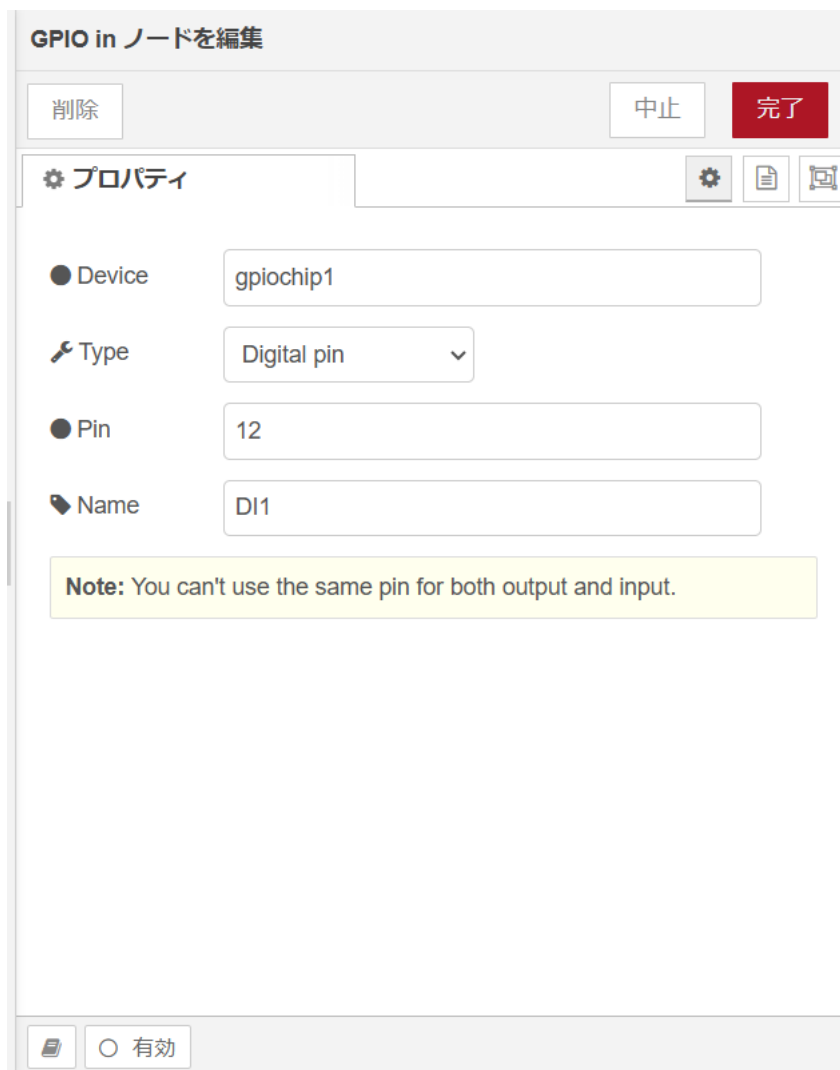 GPIO in ノードを編集
削除 中止 完了
プロパティ
Device gpiochip1
Type Digital pin
Pin 12
Name DI1
Note: You can't use the same pin for both output and input.
有効